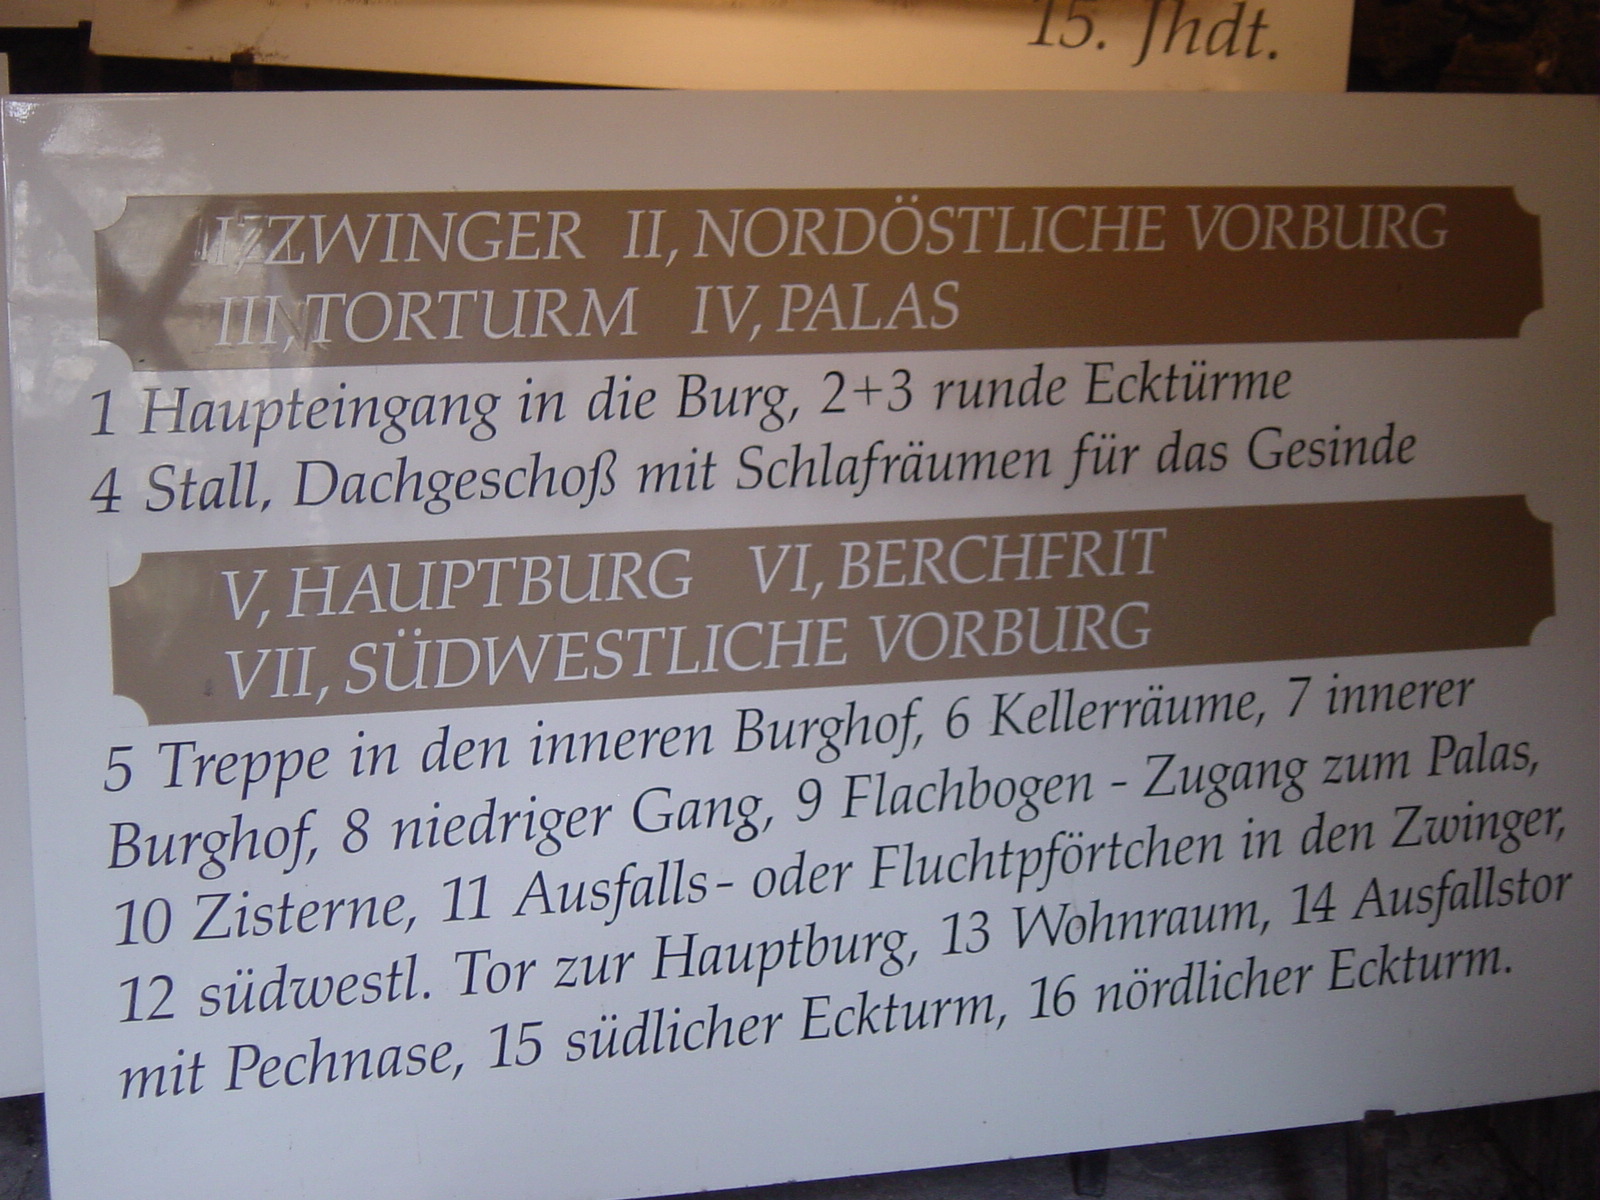 15. Jhdt.
I, ZWINGER II, NORDÖSTLICHE VORBURG
III, TORTURM IV, PALAS
1 Haupteingang in die Burg, 2+3 runde Ecktürme
4 Stall, Dachgeschoß mit Schlafräumen für das Gesinde
V, HAUPTBURG VI, BERCHFRIT
VII, SÜDWESTLICHE VORBURG
5 Treppe in den inneren Burghof, 6 Kellerräume, 7 innerer
Burghof, 8 niedriger Gang, 9 Flachbogen - Zugang zum Palas,
10 Zisterne, 11 Ausfalls- oder Fluchtpförtchen in den Zwinger,
12 südwestl. Tor zur Hauptburg, 13 Wohnraum, 14 Ausfallstor
mit Pechnase, 15 südlicher Eckturm, 16 nördlicher Eckturm.